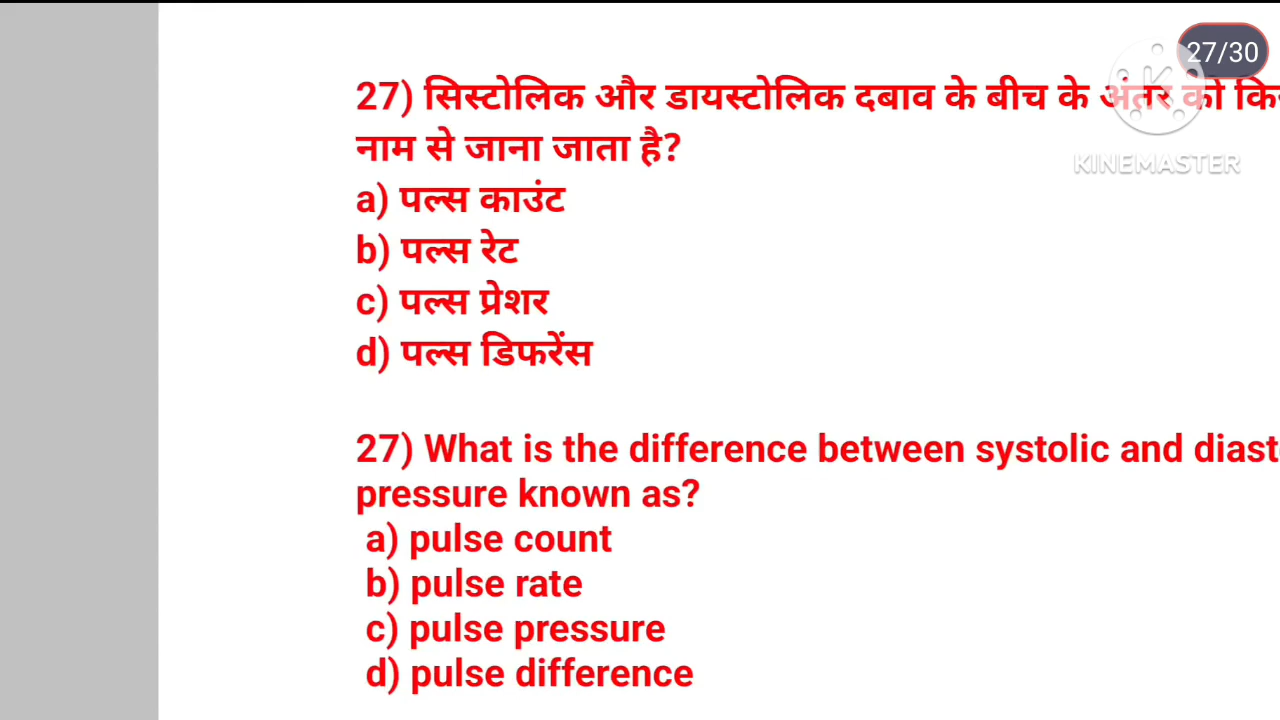 27/30
27) सिस्टोलिक और डायस्टोलिक दबाव के बीच के अंतर को
नाम से जाना जाता है?
a) पल्स काउंट
b) पल्स रेट
c) पल्स प्रेशर
d) पल्स डिफरेंस
27) What is the difference between systolic and
pressure known as?
a) pulse count
b) pulse rate
c) pulse pressure
d) pulse difference
KINEMASTER